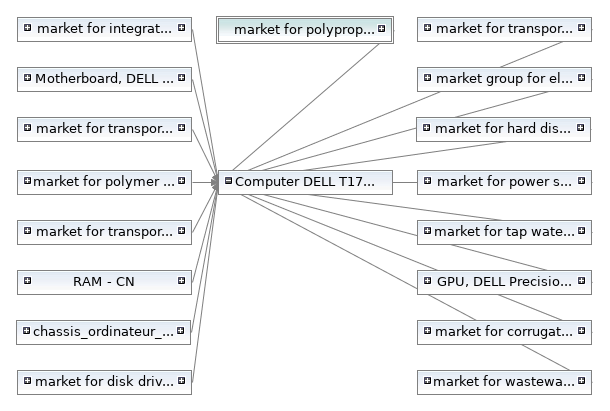 market for integrat...
market for polyprop...
market for transpor...
Motherboard, DELL ...
market group for el...
market for transpor...
market for hard dis...
market for polymer ...
Computer DELL T17...
market for power s...
market for transpor...
market for tap wate...
RAM - CN
GPU, DELL Precisio...
chassis_ordinateur_...
market for corrugat...
market for disk driv...
market for wastewa...